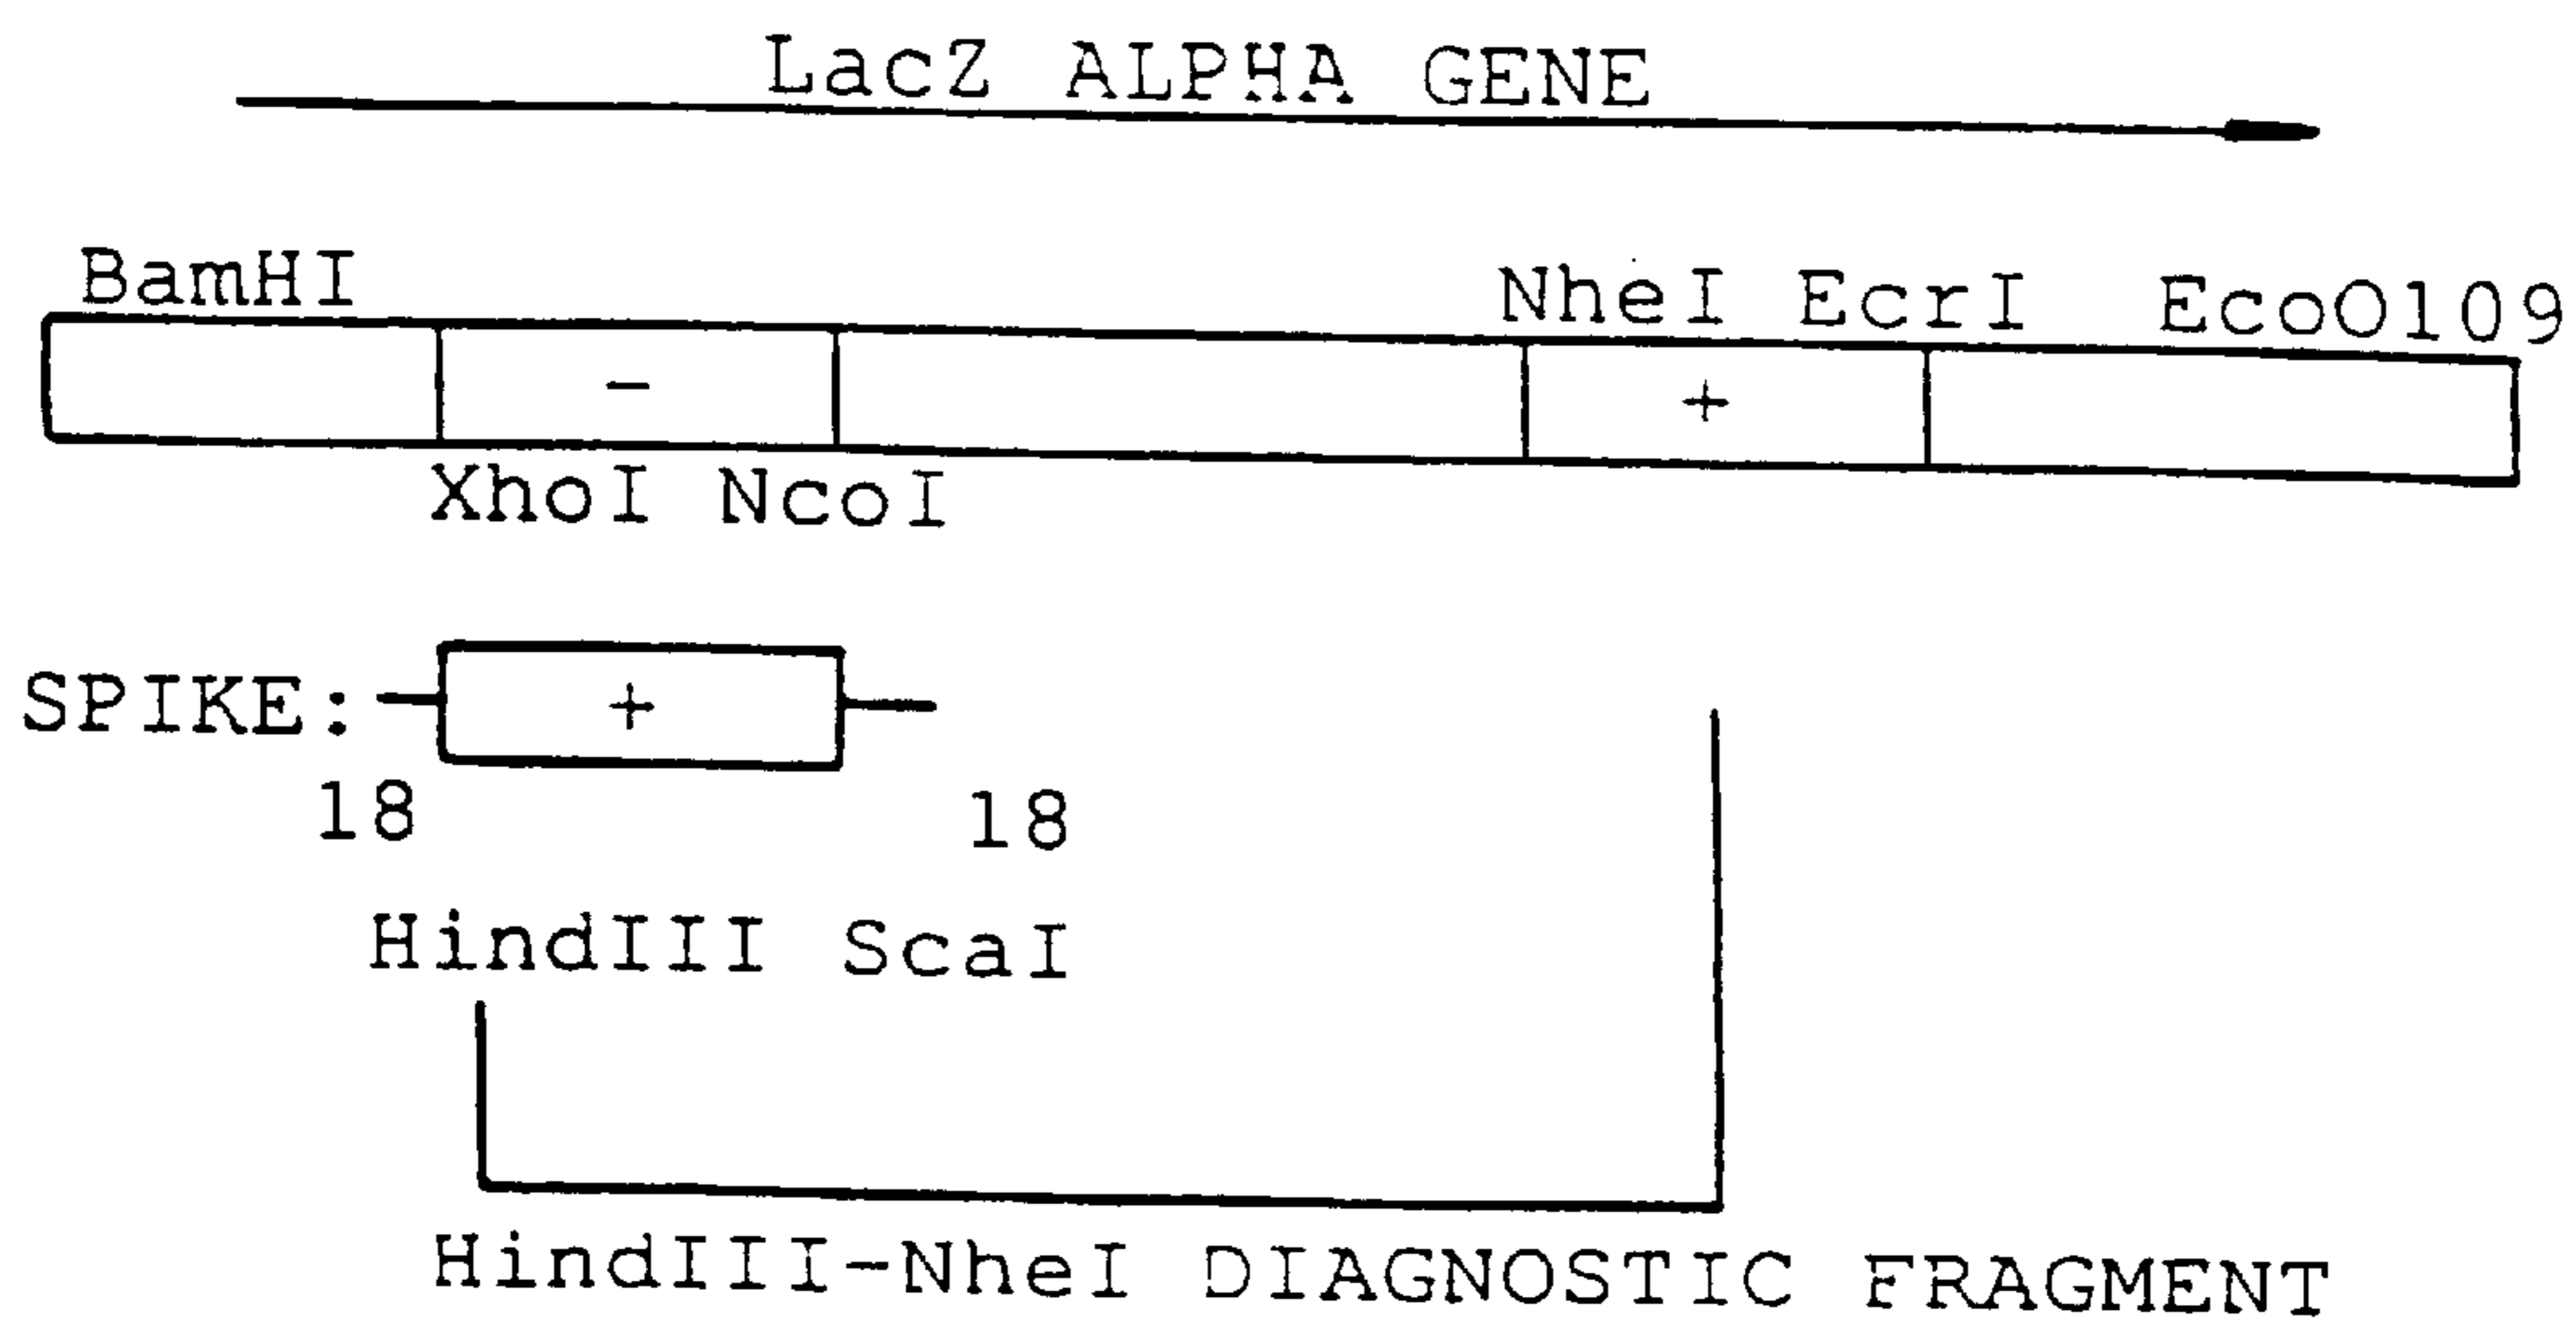 LacZ ALPHA GENE
BamHI NheI EcrI EcoO109
- +
XhoI NcoI
SPIKE: +
18 18
HindIII ScaI
HindIII-NheI DIAGNOSTIC FRAGMENT